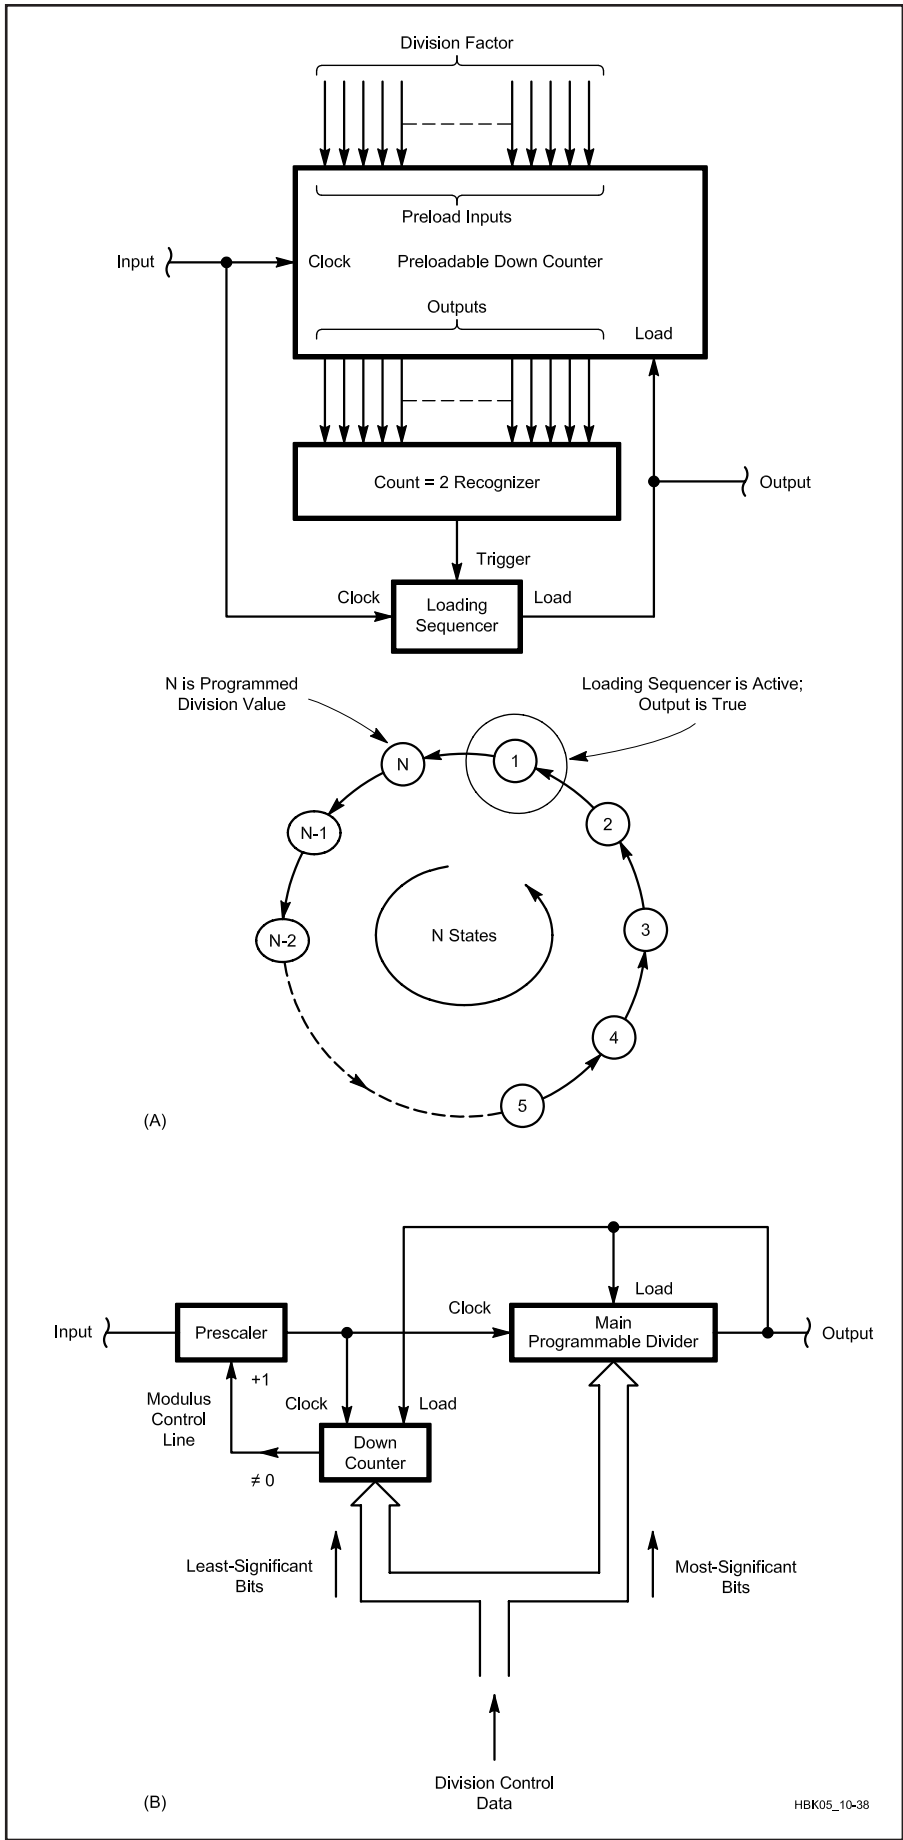 Division Factor
Preload Inputs
Input
Clock
Preloadable Down Counter
Outputs
Load
Count = 2 Recognizer
Output
Trigger
Clock
Load
Loading
Sequencer
N is Programmed
Division Value
Loading Sequencer is Active;
Output is True
N
1
N-1
2
N-2
N States
3
4
5
(A)
Load
Clock
Input
Prescaler
Main
Programmable Divider
Output
+1
Modulus
Control
Line
Clock
Load
Down
Counter
≠ 0
Least-Significant
Bits
Most-Significant
Bits
Division Control
Data
(B)
HBK05_10-38